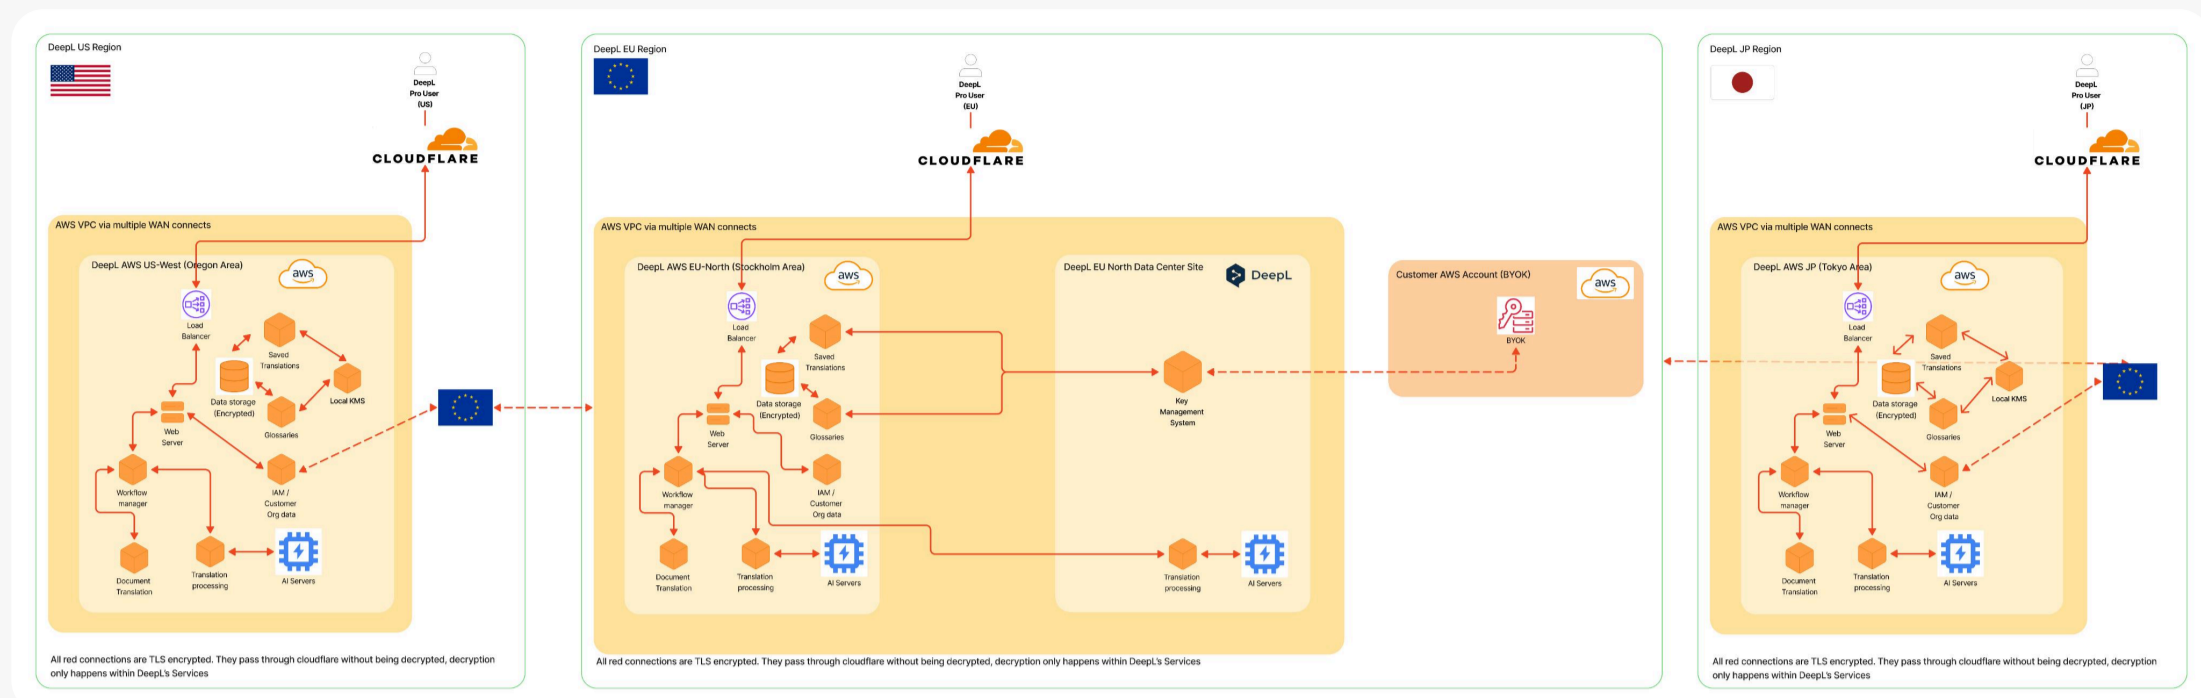 DeepL US Region
DeepL
Pro User
(US)
CLOUDFLARE
AWS VPC via multiple WAN connects
DeepL AWS US-West (Oregon Area)
aws
Load
Balancer
Saved
Translations
Data storage
(Encrypted)
Local KMS
Glossaries
Web
Server
Workflow
manager
IAM /
Customer
Org data
Document
Translation
Translation
processing
AI Servers
All red connections are TLS encrypted. They pass through cloudflare without being decrypted, decryption
only happens within DeepL's Services
DeepL EU Region
DeepL
Pro User
(EU)
CLOUDFLARE
AWS VPC via multiple WAN connects
DeepL AWS EU-North (Stockholm Area)
aws
Load
Balancer
Saved
Translations
Data storage
(Encrypted)
Glossaries
Web
Server
Workflow
manager
IAM /
Customer
Org data
Document
Translation
Translation
processing
AI Servers
DeepL EU North Data Center Site
DeepL
Key
Management
System
Translation
processing
AI Servers
Customer AWS Account (BYOK)
aws
BYOK
All red connections are TLS encrypted. They pass through cloudflare without being decrypted, decryption only happens within DeepL's Services
DeepL JP Region
DeepL
Pro User
(JP)
CLOUDFLARE
AWS VPC via multiple WAN connects
DeepL AWS JP (Tokyo Area)
aws
Load
Balancer
Saved
Translations
Data storage
(Encrypted)
Local KMS
Glossaries
Web
Server
Workflow
manager
IAM /
Customer
Org data
Document
Translation
Translation
processing
AI Servers
All red connections are TLS encrypted. They pass through cloudflare without being decrypted, decryption
only happens within DeepL's Services